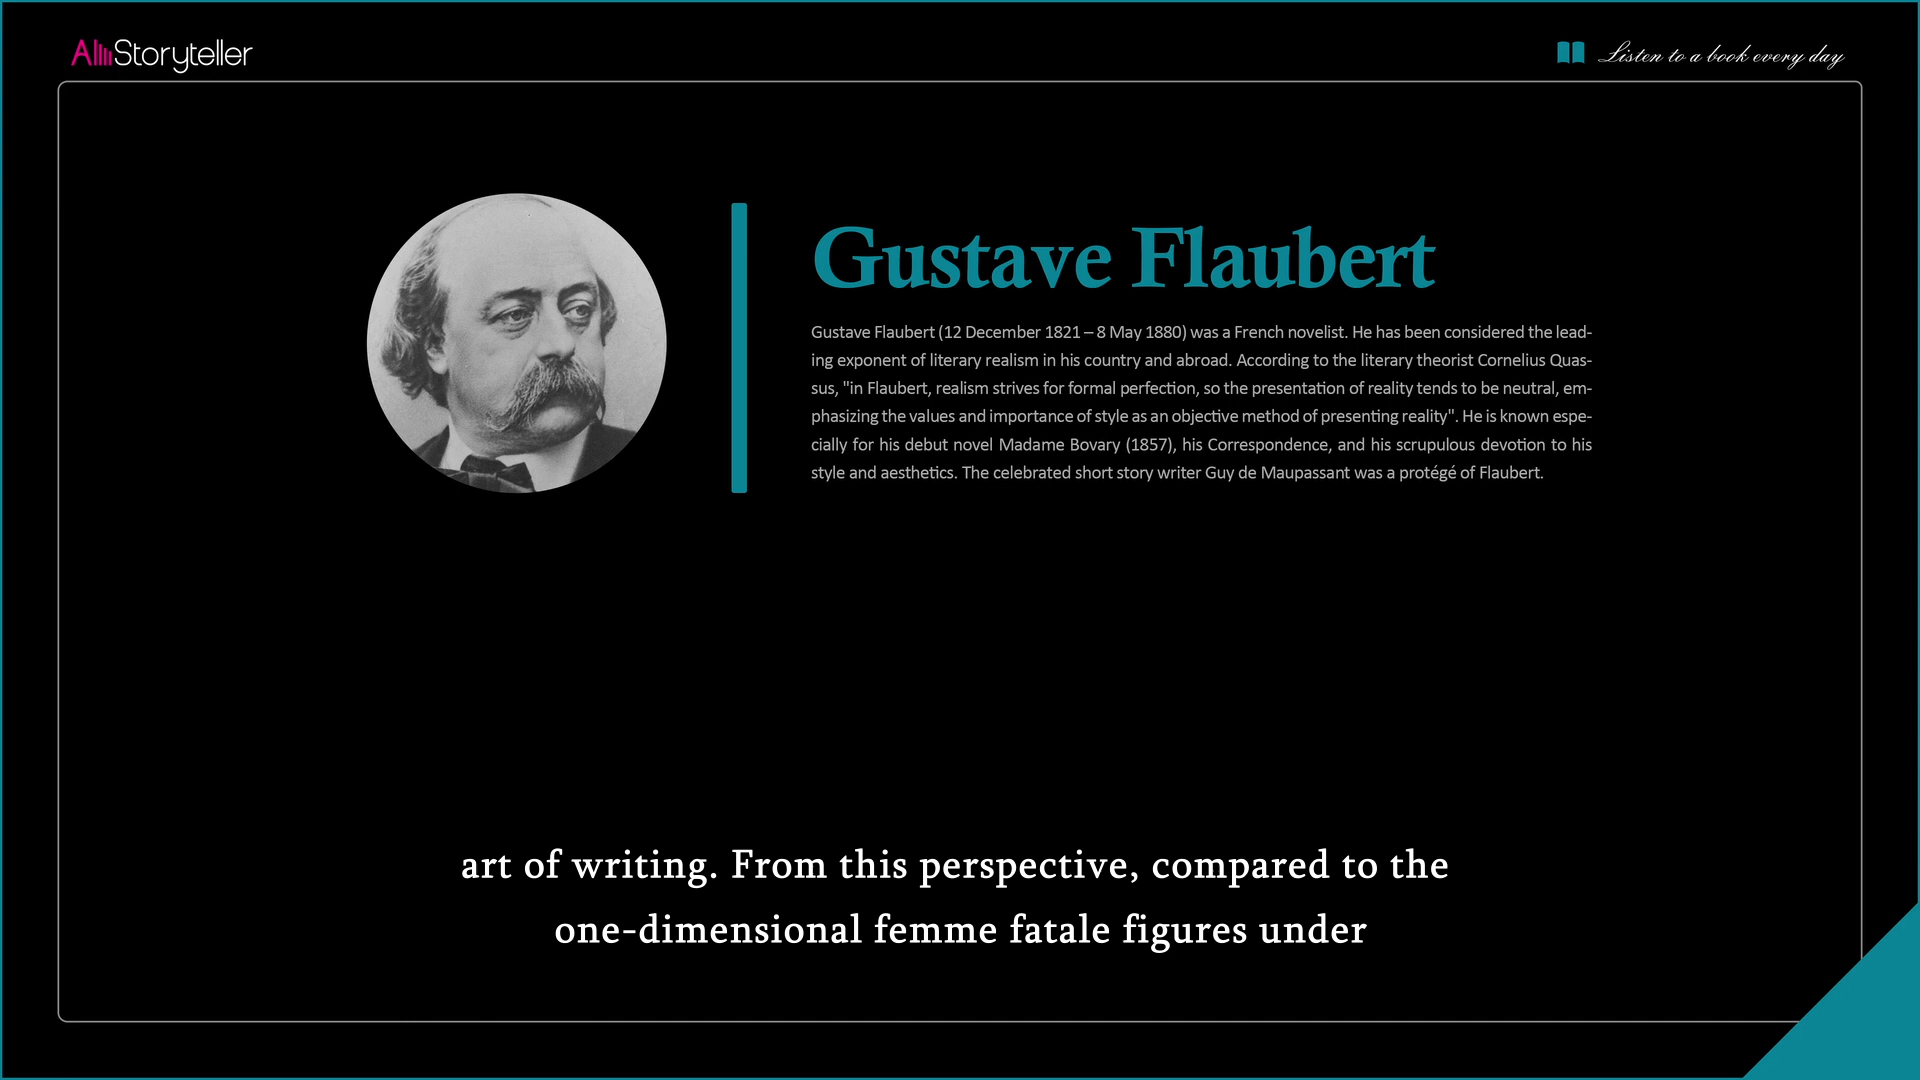 AllStoryteller
Listen to a book every day
Gustave Flaubert
Gustave Flaubert (12 December 1821 – 8 May 1880) was a French novelist. He has been considered the lead-
ing exponent of literary realism in his country and abroad. According to the literary theorist Cornelius Quas-
sus, "in Flaubert, realism strives for formal perfection, so the presentation of reality tends to be neutral, em-
phasizing the values and importance of style as an objective method of presenting reality". He is known espe-
cially for his debut novel Madame Bovary (1857), his Correspondence, and his scrupulous devotion to his
style and aesthetics. The celebrated short story writer Guy de Maupassant was a protégé of Flaubert.
art of writing. From this perspective, compared to the
one-dimensional femme fatale figures under